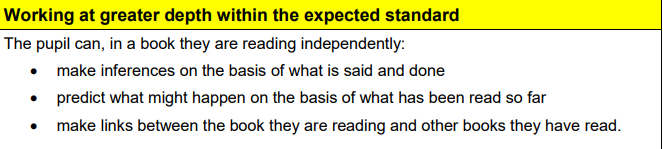 Working at greater depth within the expected standard
The pupil can, in a book they are reading independently:
• make inferences on the basis of what is said and done
• predict what might happen on the basis of what has been read so far
• make links between the book they are reading and other books they have read.